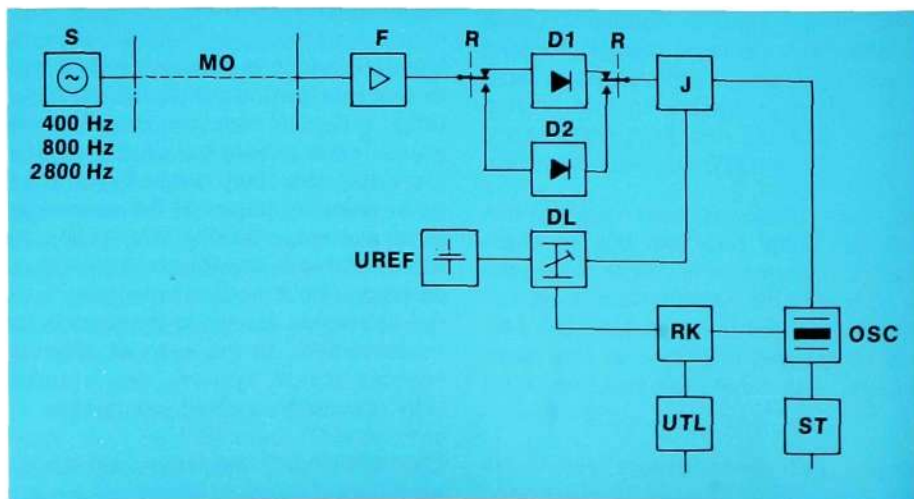 S
MO
F
R
D1
R
J
400 Hz
800 Hz
2800 Hz
D2
DL
UREF
RK
OSC
UTL
ST